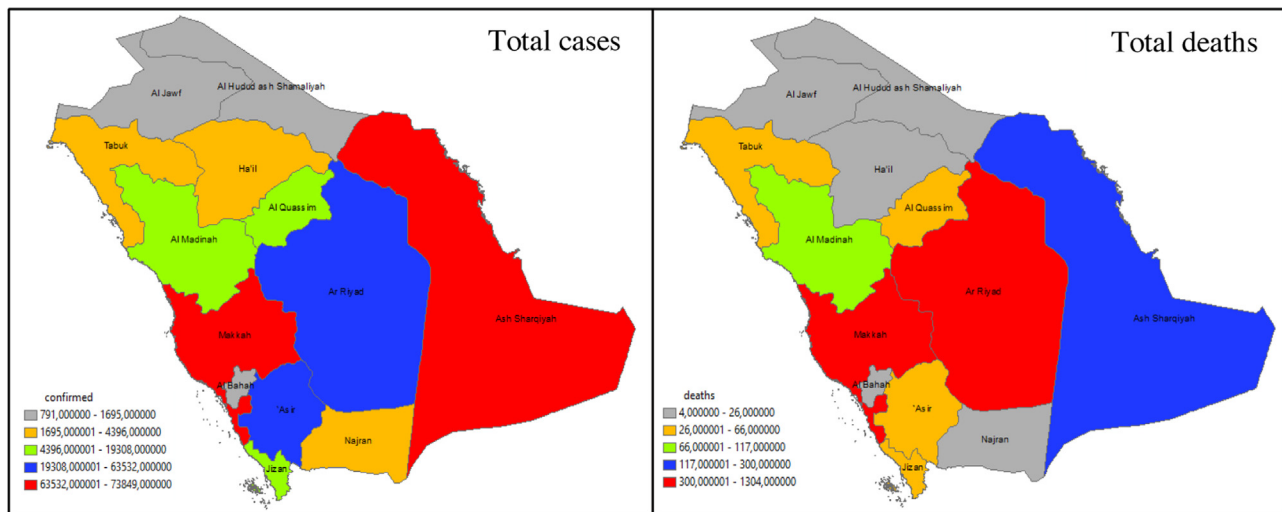 Total cases
Al Hudud ash Shamaliyah
Al Jawf
Tabuk
Ha'il
Al Quassim
Al Madinah
Ar Riyad
Ash Sharqiyah
Makkah
Al Bahah
'Asir
Najran
Jizan
confirmed
791,000000 - 1695,000000
1695,000001 - 4396,000000
4396,000001 - 19308,000000
19308,000001 - 63532,000000
63532,000001 - 73849,000000
Total deaths
Al Hudud ash Shamaliyah
Al Jawf
Tabuk
Ha'il
Al Quassim
Al Madinah
Ar Riyad
Ash Sharqiyah
Makkah
Al Bahah
'Asir
Najran
Jizan
deaths
4,000000 - 26,000000
26,000001 - 66,000000
66,000001 - 117,000000
117,000001 - 300,000000
300,000001 - 1304,000000